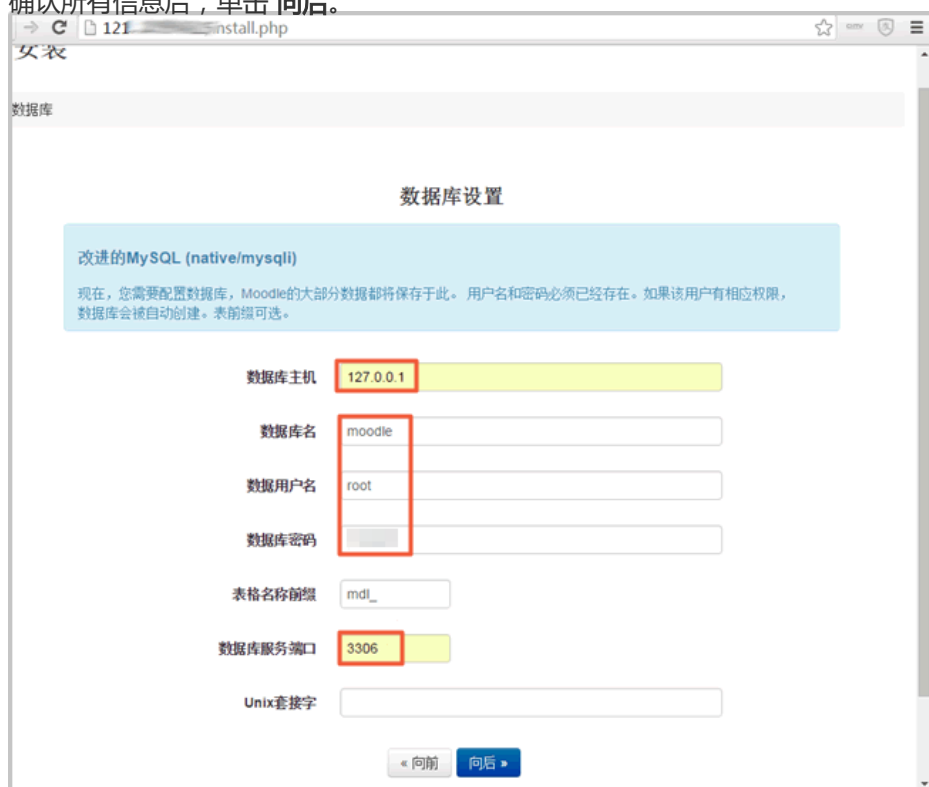 确认所有信息后，单击 向后。
121 nstall.php
安装
数据库
数据库设置
改进的MySQL (native/mysqli)
现在，您需要配置数据库，Moodle的大部分数据都将保存于此。 用户名和密码必须已经存在。如果该用户有相应权限，
数据库会被自动创建。表前缀可选。
数据库主机 127.0.0.1
数据库名 moodle
数据用户名 root
数据库密码
表格名称前缀 mdl_
数据库服务端口 3306
Unix套接字
« 向前 向后 »